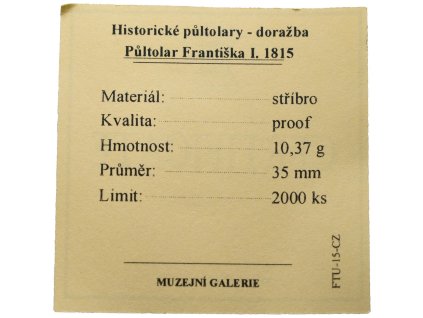 Historické půltolary - doražba
Půltolar Františka I. 1815
Materiál: stříbro
Kvalita: proof
Hmotnost: 10,37 g
Průměr: 35 mm
Limit: 2000 ks
MUZEJNÍ GALERIE
FTU-15-CZ